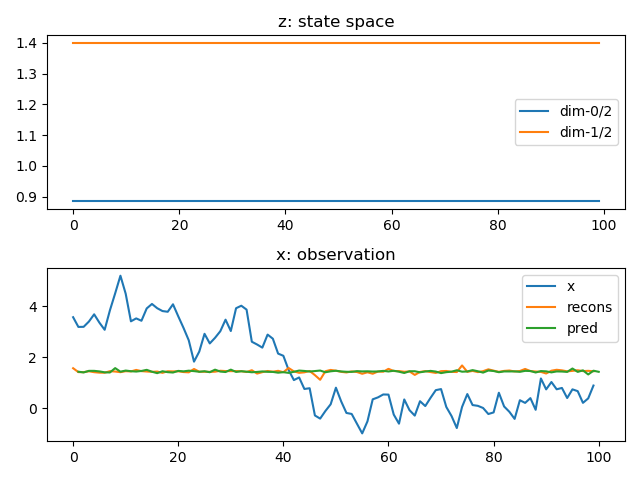 z: state space
1.4
1.3
1.2
1.1
1.0
0.9
dim-0/2
dim-1/2
0 20 40 60 80 100
x: observation
4
2
0
x
recons
pred
0 20 40 60 80 100